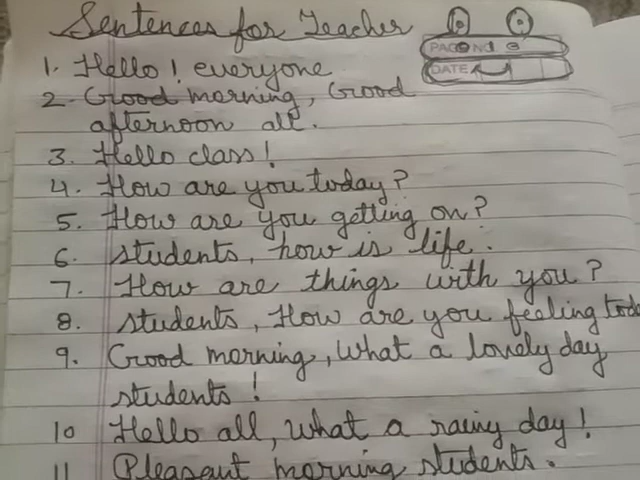 Sentences for Teacher
PAGE NO
DATE
1. Hello! everyone
2. Good morning, Good
afternoon all.
3. Hello class!
4. How are you today?
5. How are you getting on?
6. students, how is life.
7. How are things with you?
8. students, How are you feeling tod
9. Good morning, What a lovely day
students!
10 Hello all, what a rainy day!
11 Pleasant morning students.